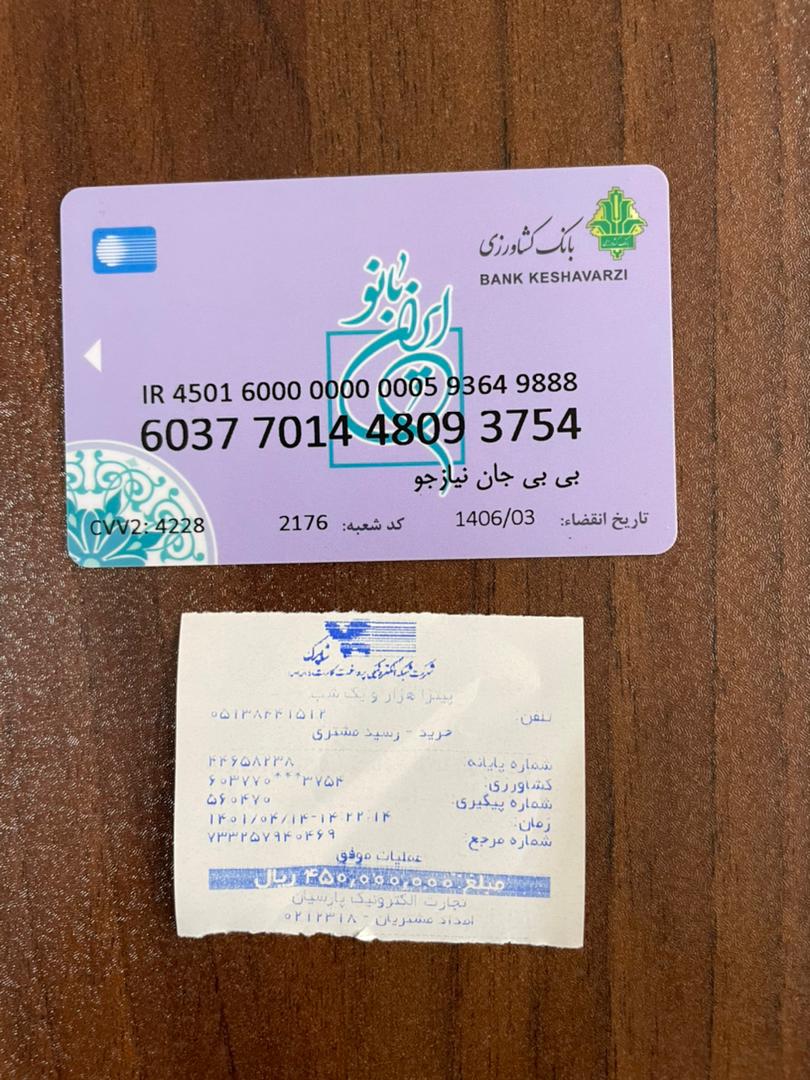 بانک کشاورزی
BANK KESHAVARZI
ایران بانو
IR 4501 6000 0000 0005 9364 9888
6037 7014 4809 3754
بی بی جان نیازجو
تاریخ انقضاء: 1406/03 کد شعبه: 2176 CVV2: 4228
شرکت شبکه الکترونیکی پرداخت کارت
پیتزا هزار و یک شب
تلفن: ۰۵۱۳۸۴۴۱۵۱۲
خرید - رسید مشتری
شماره پایانه: ۴۴۶۵۸۲۳۸
کشاورزی: ۶۰۳۷۷۰***۳۷۵۴
شماره پیگیری: ۵۶۰۴۷۰
زمان: ۱۴۰۱/۰۴/۱۴-۱۴:۲۲:۱۴
شماره مرجع: ۷۳۳۲۵۷۹۴۰۴۶۹
عملیات موفق
مبلغ ۴۵۰,۰۰۰,۰۰۰ ریال
تجارت الکترونیک پارسیان
امداد مشتریان - ۰۲۱۲۳۱۸